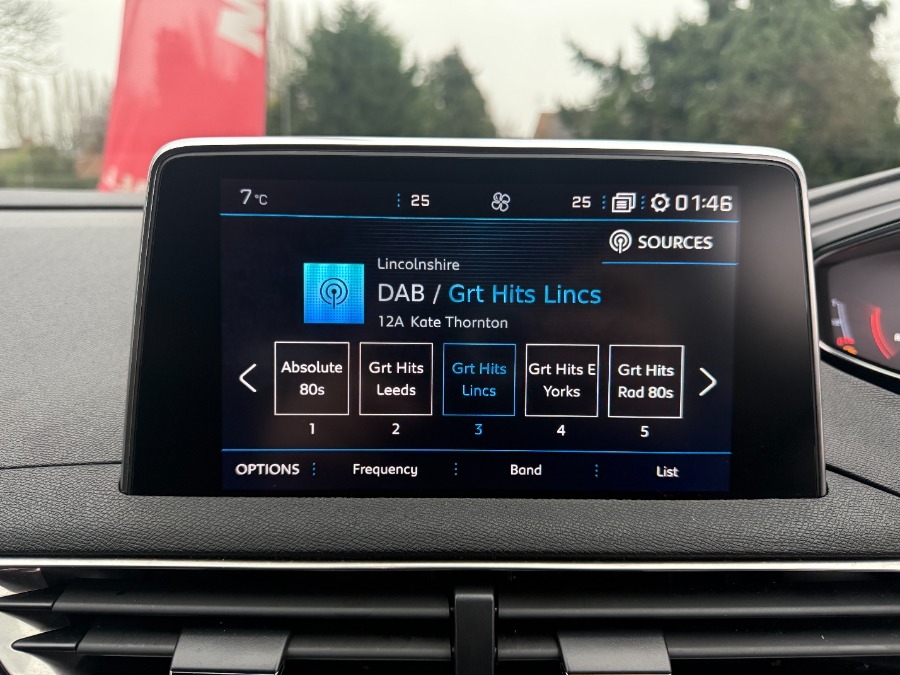 M
7°C 25 25 01:46
SOURCES
Lincolnshire
DAB / Grt Hits Lincs
12A Kate Thornton
Absolute 80s
Grt Hits Leeds
Grt Hits Lincs
Grt Hits E Yorks
Grt Hits Rad 80s
1 2 3 4 5
OPTIONS Frequency Band List